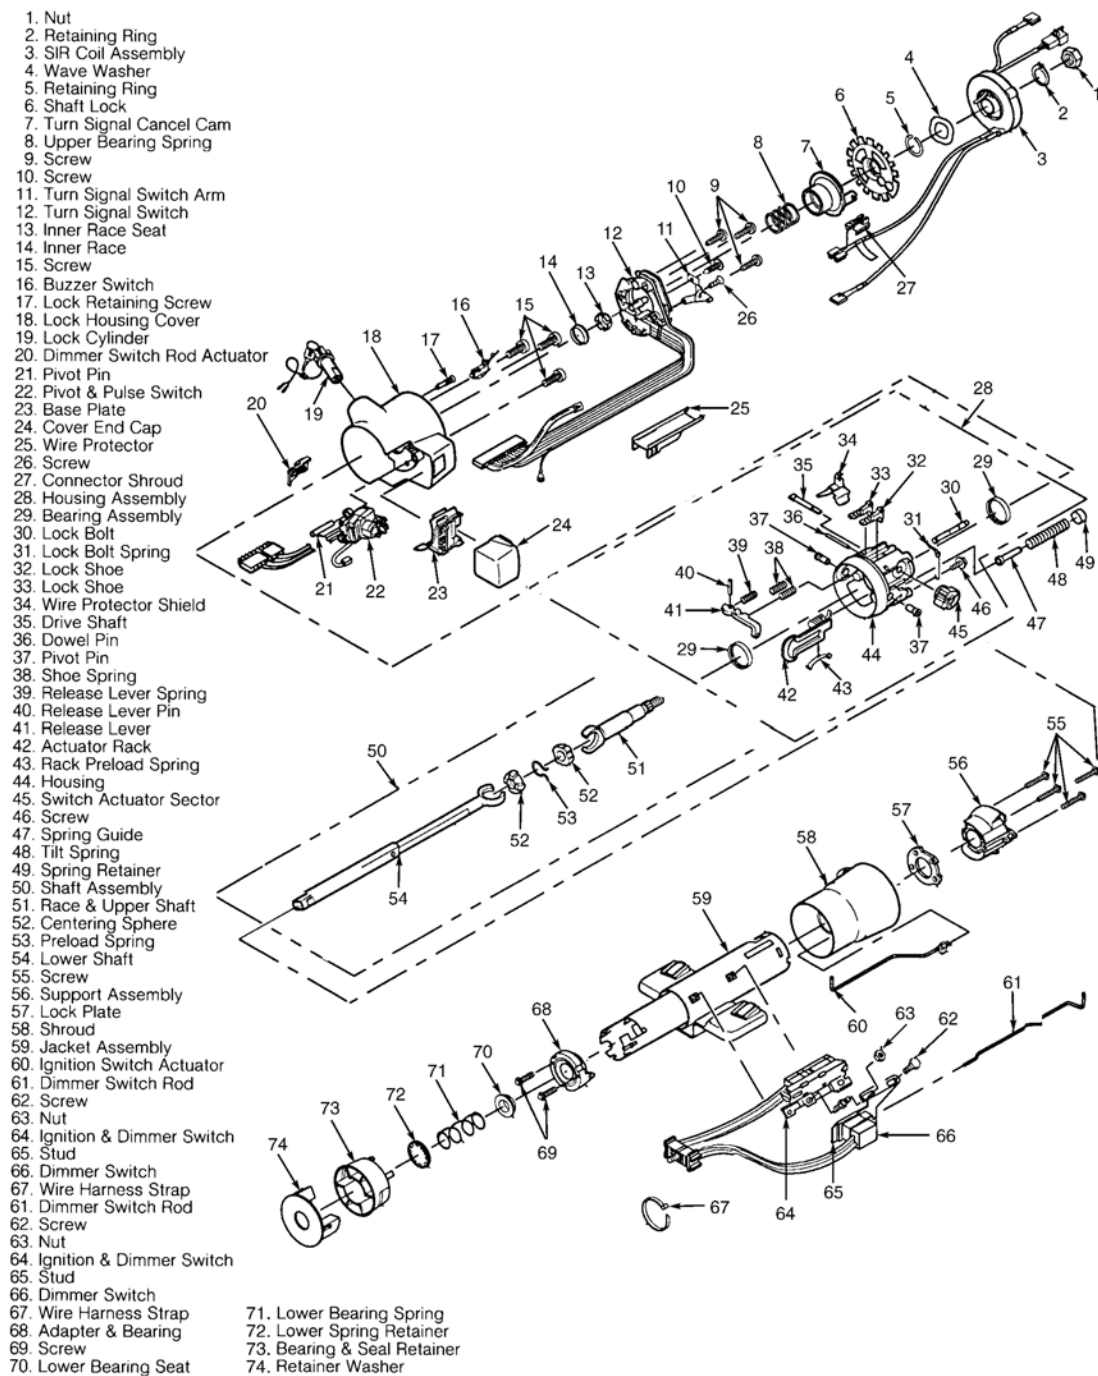 1. Nut
2. Retaining Ring
3. SIR Coil Assembly
4. Wave Washer
5. Retaining Ring
6. Shaft Lock
7. Turn Signal Cancel Cam
8. Upper Bearing Spring
9. Screw
10. Screw
11. Turn Signal Switch Arm
12. Turn Signal Switch
13. Inner Race Seat
14. Inner Race
15. Screw
16. Buzzer Switch
17. Lock Retaining Screw
18. Lock Housing Cover
19. Lock Cylinder
20. Dimmer Switch Rod Actuator
21. Pivot Pin
22. Pivot & Pulse Switch
23. Base Plate
24. Cover End Cap
25. Wire Protector
26. Screw
27. Connector Shroud
28. Housing Assembly
29. Bearing Assembly
30. Lock Bolt
31. Lock Bolt Spring
32. Lock Shoe
33. Lock Shoe
34. Wire Protector Shield
35. Drive Shaft
36. Dowel Pin
37. Pivot Pin
38. Shoe Spring
39. Release Lever Spring
40. Release Lever Pin
41. Release Lever
42. Actuator Rack
43. Rack Preload Spring
44. Housing
45. Switch Actuator Sector
46. Screw
47. Spring Guide
48. Tilt Spring
49. Spring Retainer
50. Shaft Assembly
51. Race & Upper Shaft
52. Centering Sphere
53. Preload Spring
54. Lower Shaft
55. Screw
56. Support Assembly
57. Lock Plate
58. Shroud
59. Jacket Assembly
60. Ignition Switch Actuator
61. Dimmer Switch Rod
62. Screw
63. Nut
64. Ignition & Dimmer Switch
65. Stud
66. Dimmer Switch
67. Wire Harness Strap
61. Dimmer Switch Rod
62. Screw
63. Nut
64. Ignition & Dimmer Switch
65. Stud
66. Dimmer Switch
67. Wire Harness Strap
68. Adapter & Bearing
69. Screw
70. Lower Bearing Seat
71. Lower Bearing Spring
72. Lower Spring Retainer
73. Bearing & Seal Retainer
74. Retainer Washer
4
1
2
5
6
3
7
8
9
10
11
12
13
14
27
26
15
16
17
18
19
20
25
28
34
35
33
32
29
30
31
24
36
37
39
38
40
41
49
48
21
22
23
46
45
47
29
44
37
42
43
50
51
52
53
52
55
56
57
58
54
59
60
61
63
62
68
70
71
72
73
74
69
66
65
64
67